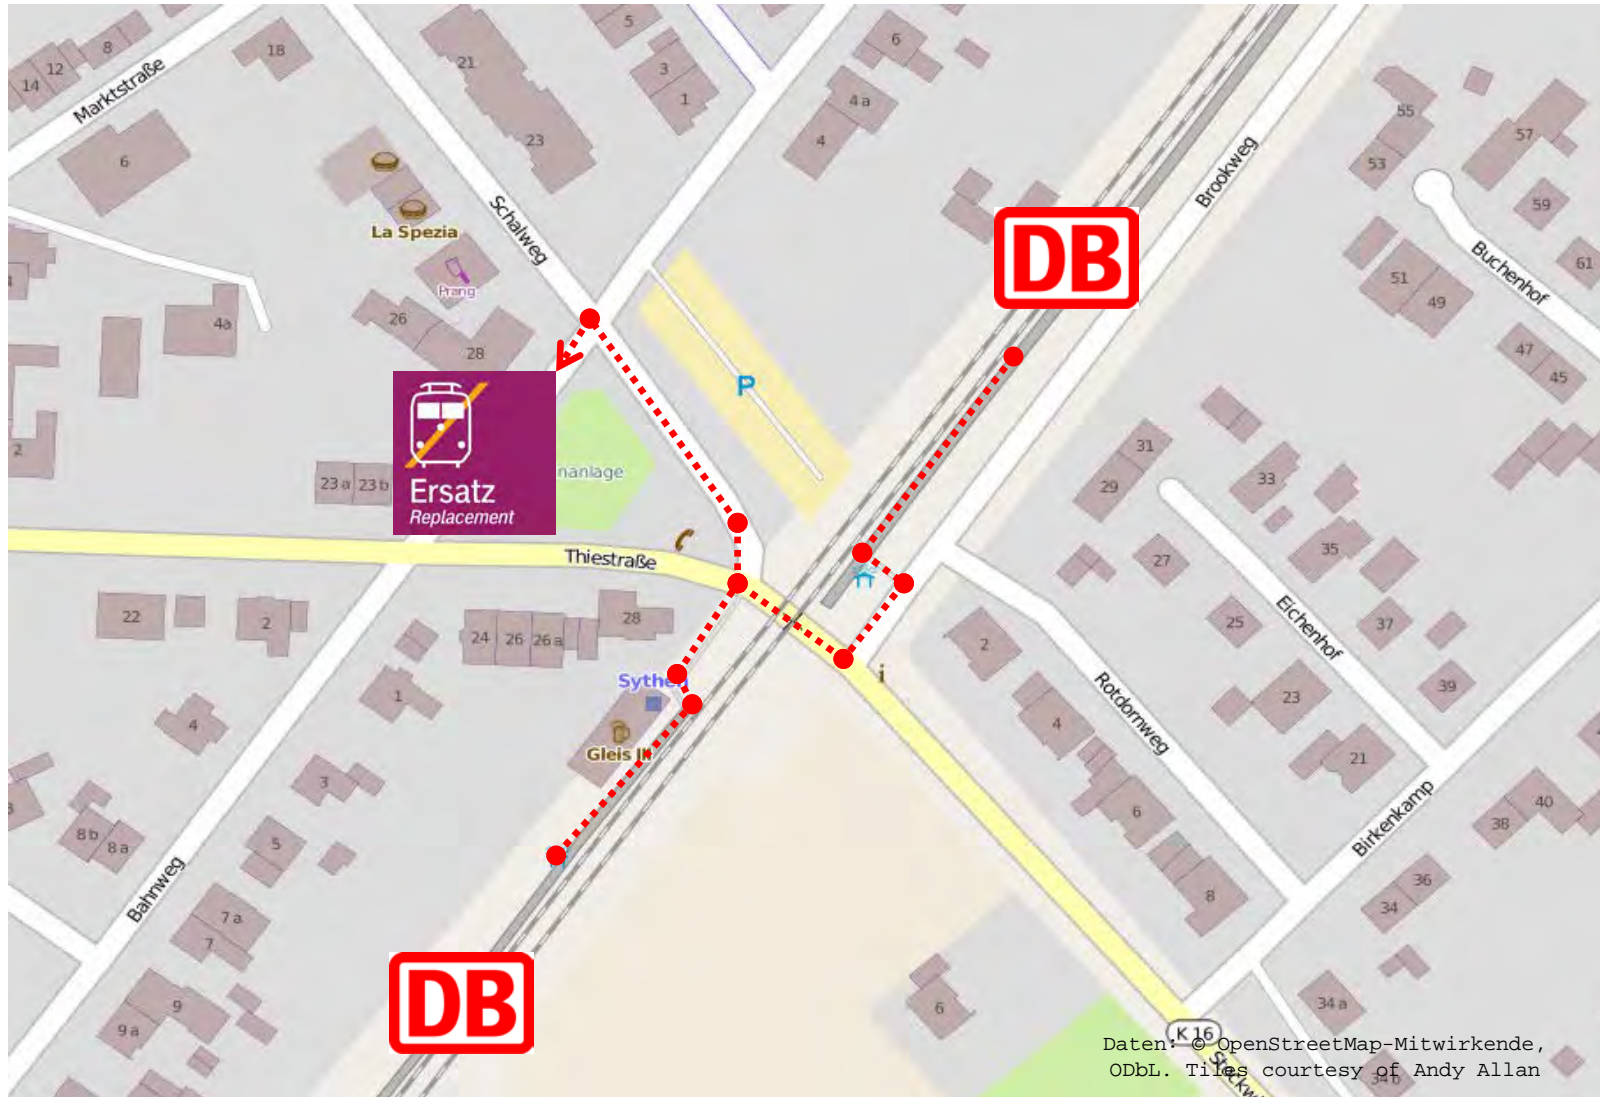 5
8
12
14
Marktstraße
18
21
3
1
23
6
4 a
4
6
Brookweg
55
57
53
59
61
Buchenhof
51
49
47
45
La Spezia
Schalweg
Prang
4a
26
28
DB
P
2
23 a
23 b
Ersatz
Replacement
nanlage
31
29
33
35
27
Thiestraße
22
2
24
26
26 a
28
25
37
Eichenhof
2
39
23
Rotdornweg
21
i
Sythen
1
4
Gleis
4
3
8 b
8 a
5
6
Birkenkamp
40
38
36
34
8
Bahnweg
7 a
7
DB
9
9 a
6
34 a
K 16
Daten: © OpenStreetMap-Mitwirkende,
ODbL. Tiles courtesy of Andy Allan
34 b